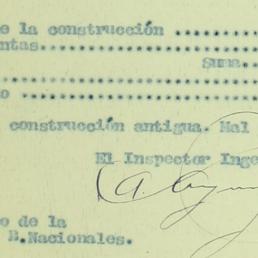 e la construcción ..........
ntas..........................
Suma..
..............................
o ..........................
construcción antigua. Mal
El Inspector Inge
o de la
B.Nacionales.